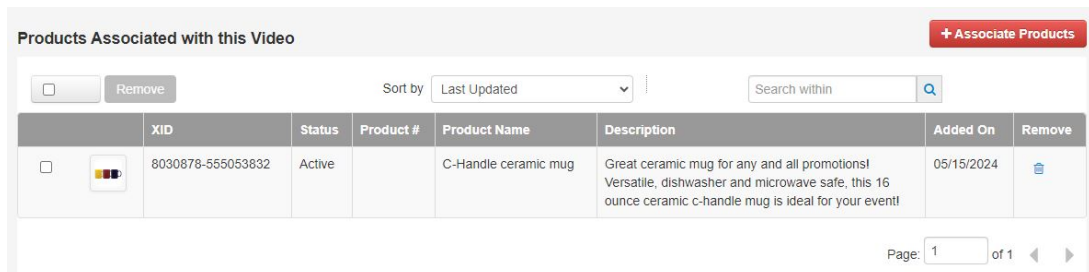 Products Associated with this Video
+ Associate Products
Remove
Sort by
Last Updated
Search within
XID Status Product # Product Name Description Added On Remove
8030878-555053832 Active C-Handle ceramic mug Great ceramic mug for any and all promotions! 05/15/2024
Versatile, dishwasher and microwave safe, this 16
ounce ceramic c-handle mug is ideal for your event!
Page: 1 of 1